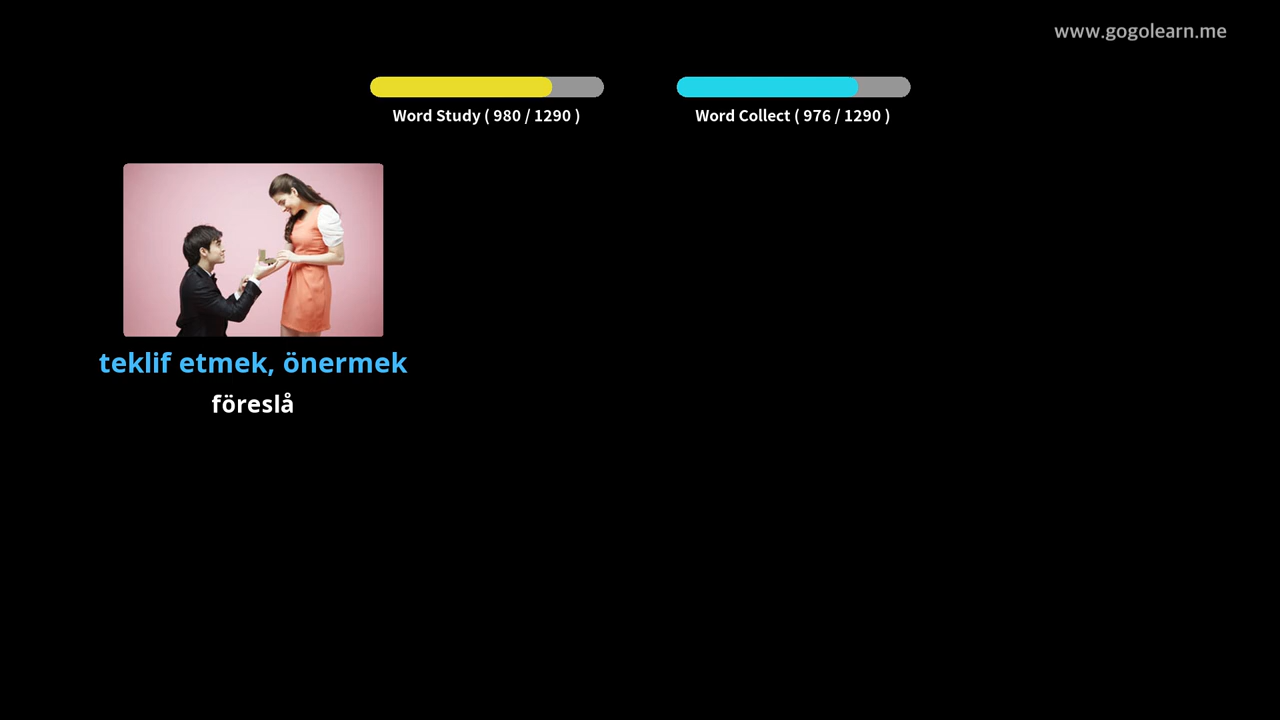 www.gogolearn.me
Word Study ( 980 / 1290 )
Word Collect ( 976 / 1290 )
teklif etmek, önermek
föreslå